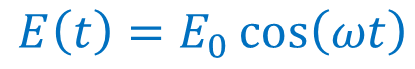 E(t) = E₀ cos(ωt)